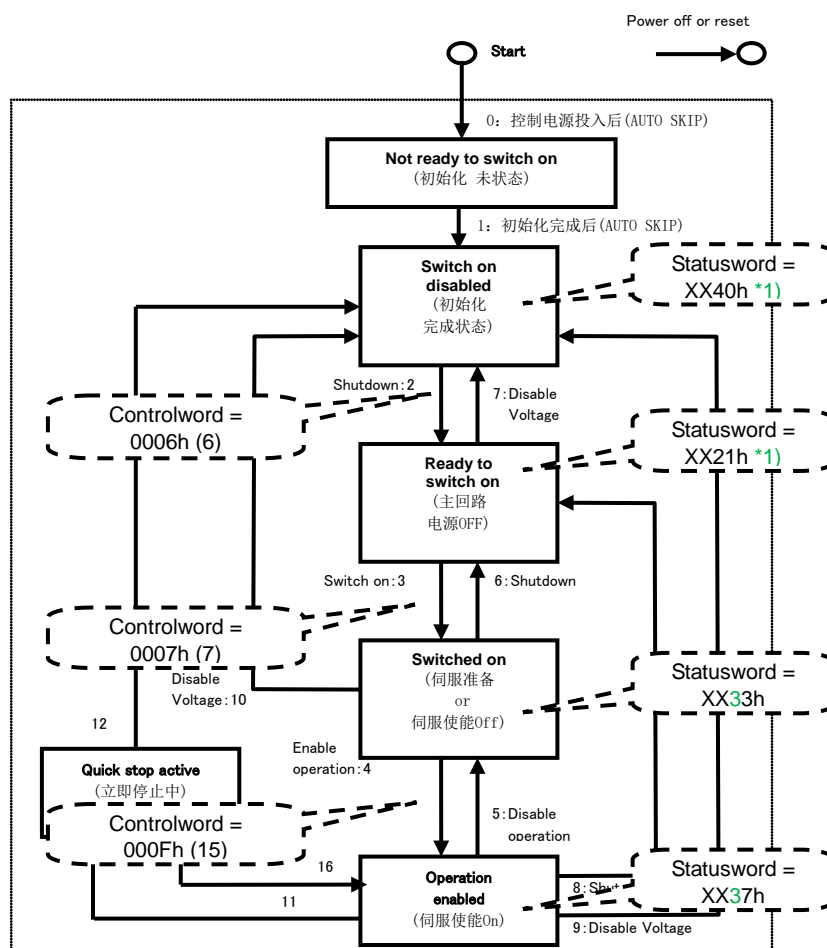 Power off or reset
Start
0: 控制电源投入后(AUTO SKIP)
Not ready to switch on
(初始化 未状态)
1: 初始化完成后(AUTO SKIP)
Switch on
disabled
(初始化
完成状态)
Statusword =
XX40h *1)
Shutdown:2
7:Disable
Voltage
Controlword =
0006h (6)
Statusword =
XX21h *1)
Ready to
switch on
(主回路
电源OFF)
Switch on:3
6:Shutdown
Controlword =
0007h (7)
Switched on
(伺服准备
or
伺服使能Off)
Statusword =
XX33h
Disable
Voltage:10
12
Enable
operation:4
Quick stop active
(立即停止中)
5:Disable
operation
Controlword =
000Fh (15)
16
11
Operation
enabled
(伺服使能On)
Statusword =
XX37h
9:Disable Voltage